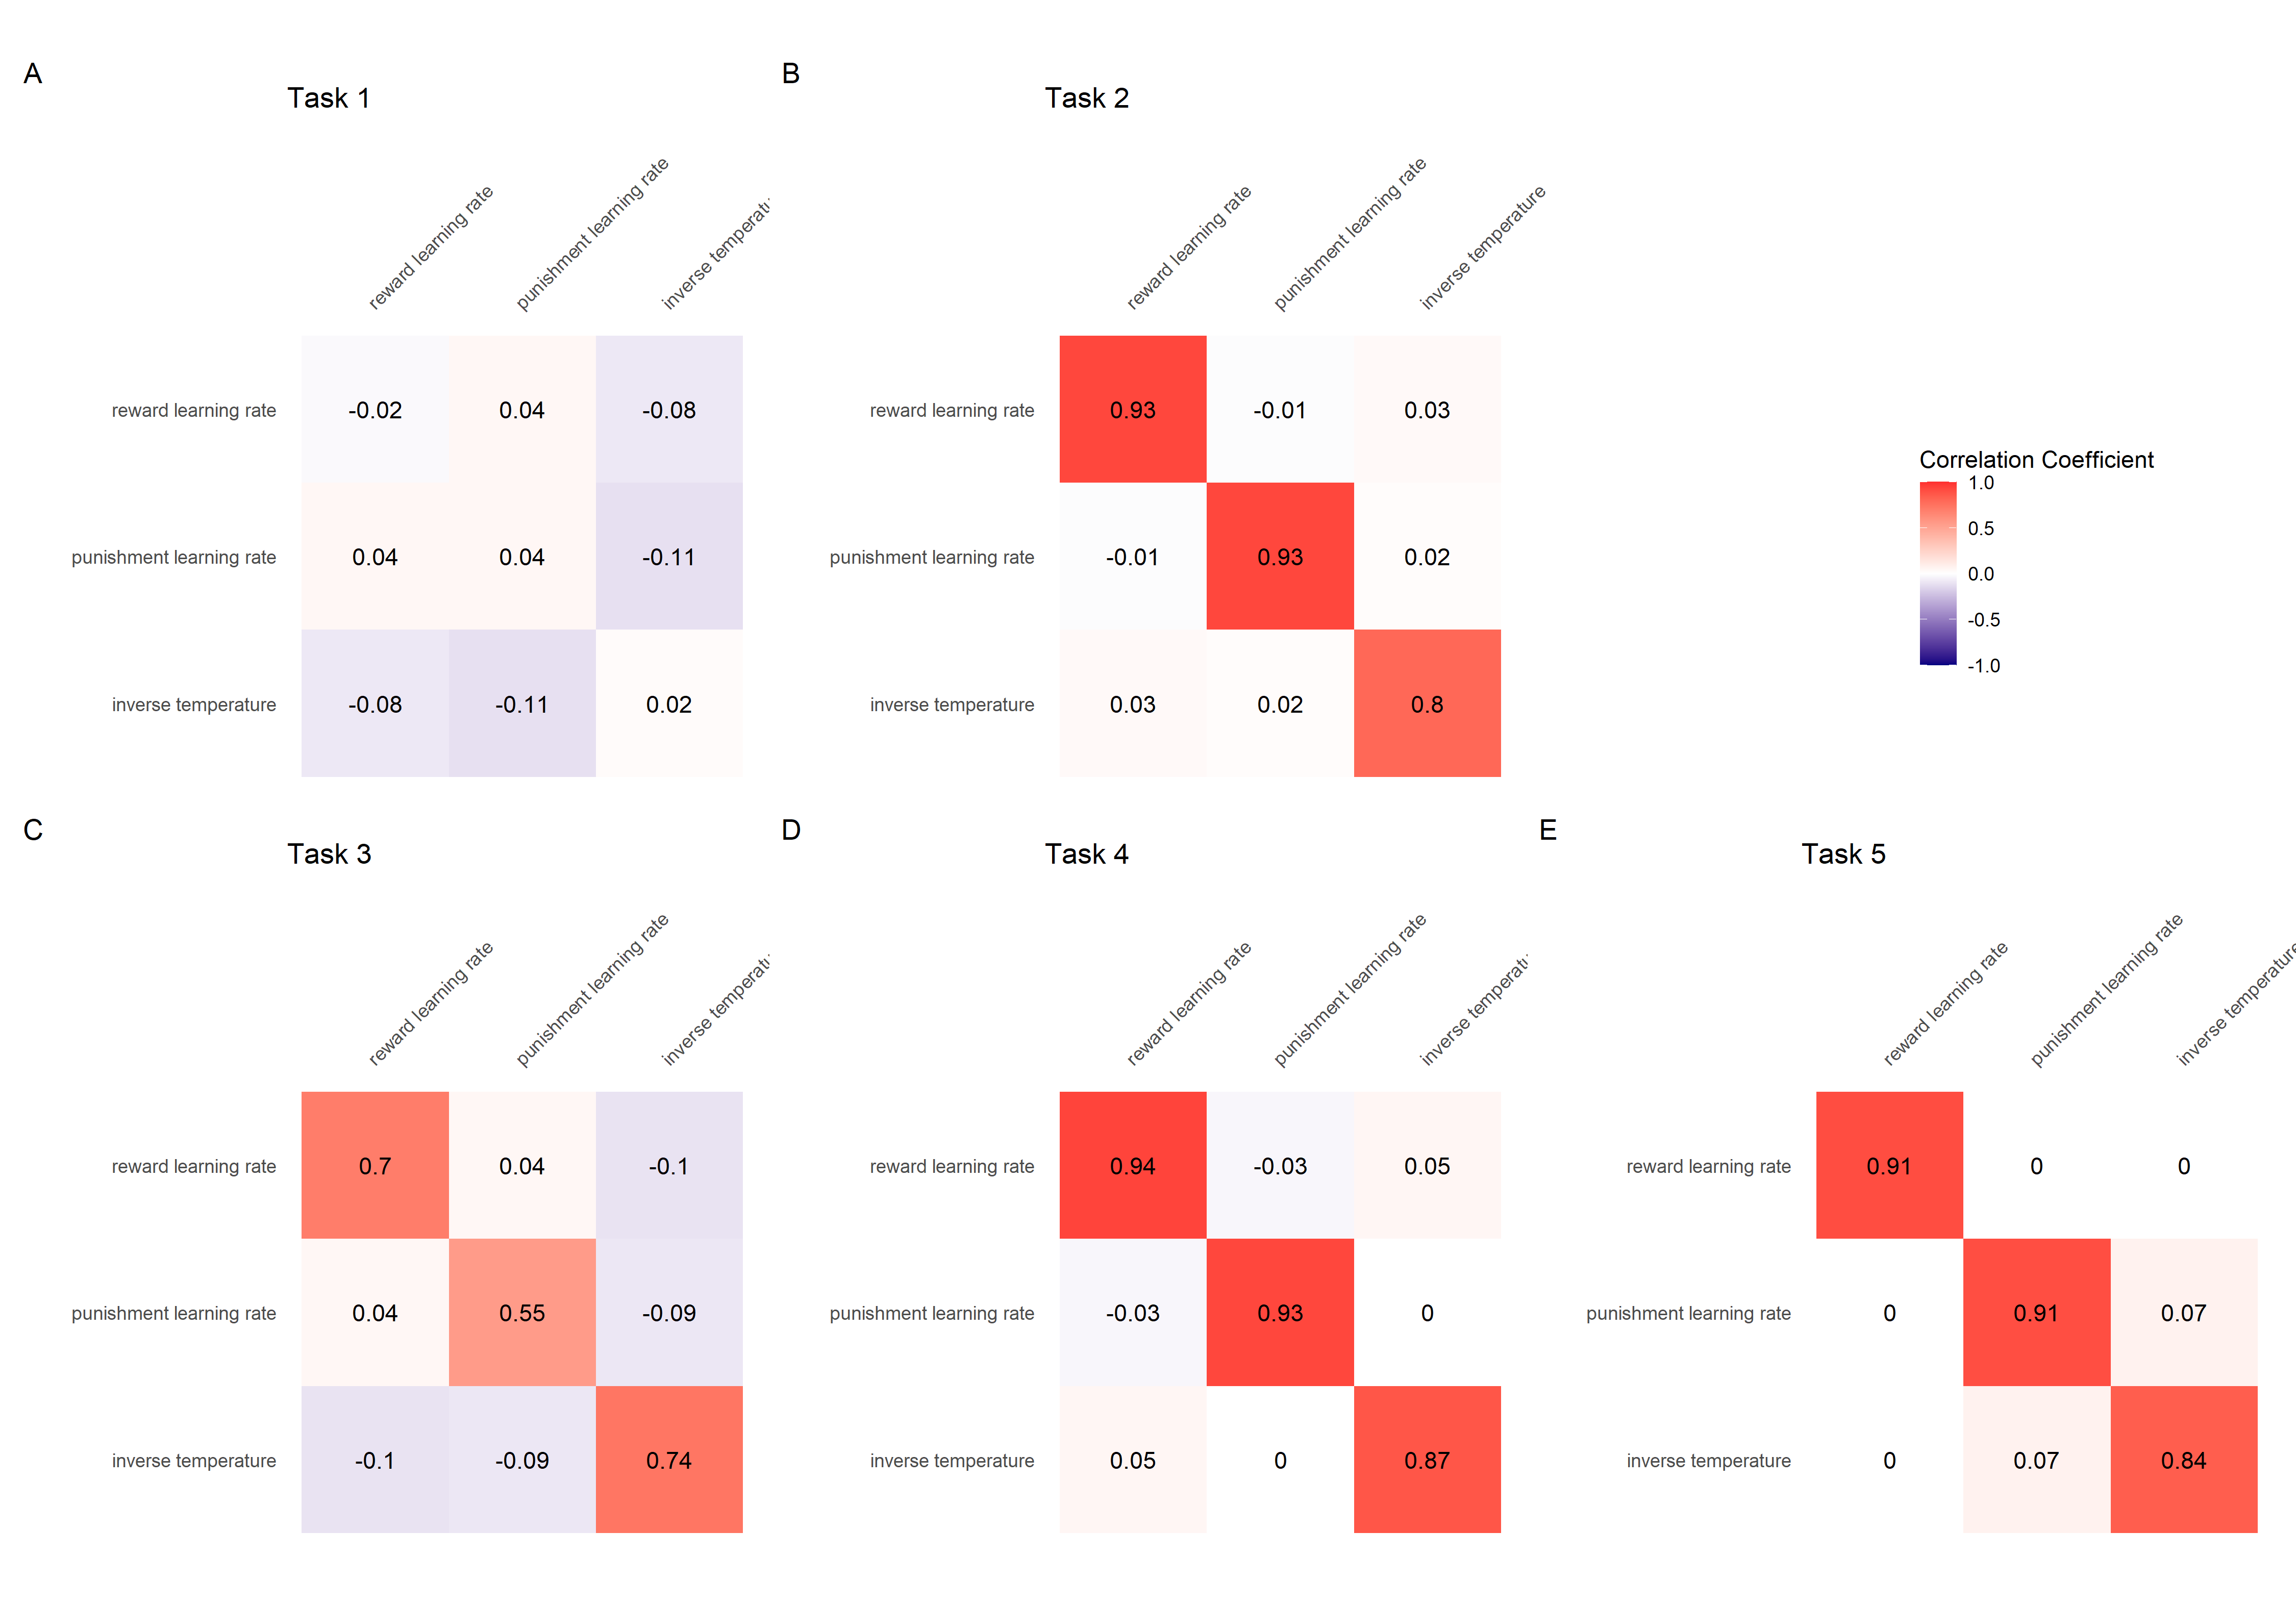 A
Task 1
reward learning rate
punishment learning rate
inverse temperatu
reward learning rate -0.02 0.04 -0.08
punishment learning rate 0.04 0.04 -0.11
inverse temperature -0.08 -0.11 0.02
B
Task 2
reward learning rate
punishment learning rate
inverse temperature
reward learning rate 0.93 -0.01 0.03
punishment learning rate -0.01 0.93 0.02
inverse temperature 0.03 0.02 0.8
Correlation Coefficient
1.0
0.5
0.0
-0.5
-1.0
C
Task 3
reward learning rate
punishment learning rate
inverse temperatu
reward learning rate 0.7 0.04 -0.1
punishment learning rate 0.04 0.55 -0.09
inverse temperature -0.1 -0.09 0.74
D
Task 4
reward learning rate
punishment learning rate
inverse temperatu
reward learning rate 0.94 -0.03 0.05
punishment learning rate -0.03 0.93 0
inverse temperature 0.05 0 0.87
E
Task 5
reward learning rate
punishment learning rate
inverse temperature
reward learning rate 0.91 0 0
punishment learning rate 0 0.91 0.07
inverse temperature 0 0.07 0.84